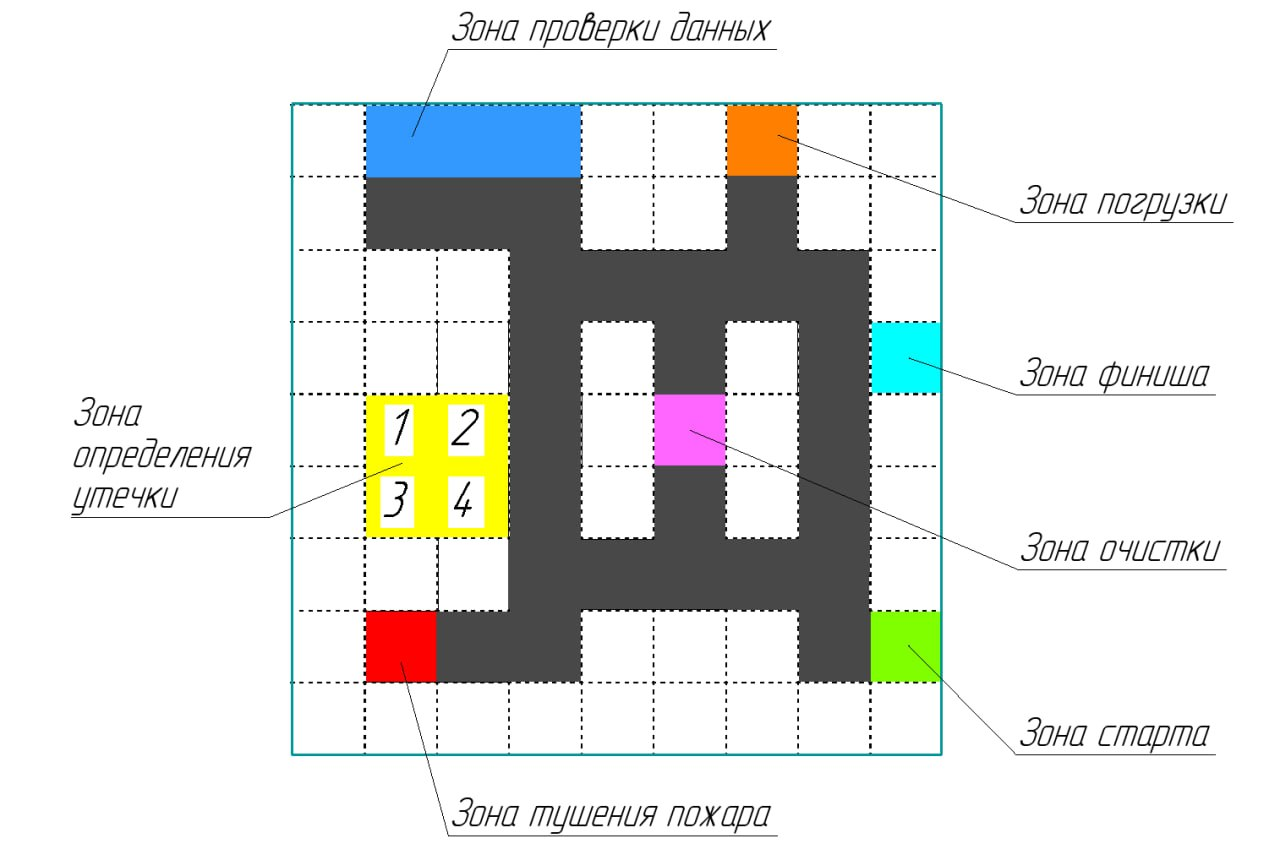 Зона проверки данных
Зона погрузки
Зона финиша
Зона
определения
утечки
1 2
3 4
Зона очистки
Зона старта
Зона тушения пожара